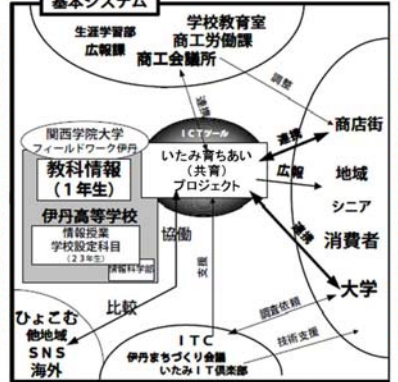 基本システム
生涯学習部
広報課
学校教育室
商工労働課
商工会議所
連携
調整
ICTツール
関西学院大学
フィールドワーク伊丹
教科情報
(1年生)
いたみ育ちあい
(共育)
プロジェクト
連携
広報
連携
商店街
地域
シニア
消費者
大学
伊丹高等学校
情報授業
学校設定科目
(23年生)
情報科学部
協働
支援
比較
調査依頼
技術支援
ひょこむ
他地域
SNS
海外
ITC
伊丹まちづくり会議
いたみIT倶楽部